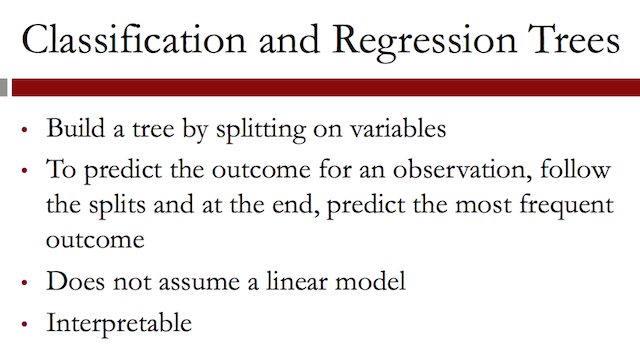 Classification and Regression Trees
• Build a tree by splitting on variables
• To predict the outcome for an observation, follow
the splits and at the end, predict the most frequent
outcome
• Does not assume a linear model
• Interpretable